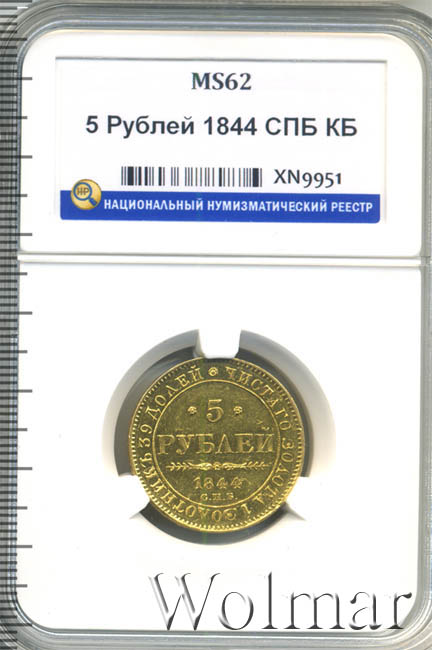 MS62
5 Рублей 1844 СПБ КБ
XN9951
НР
НАЦИОНАЛЬНЫЙ НУМИЗМАТИЧЕСКИЙ РЕЕСТР
ЧИСТАГО ЗОЛОТА 1 ЗОЛОТНИКЪ 39 ДОЛЕЙ
5
РУБЛЕЙ
1844
С.П.Б.
Wolmar